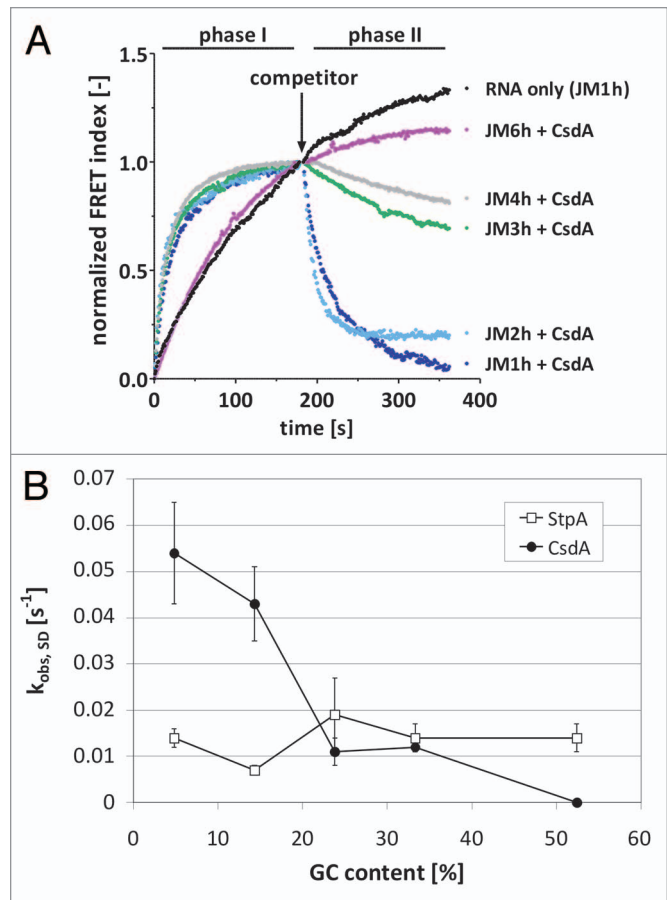 A
phase I phase II
competitor
normalized FRET index [-]
1.5
1.0
0.5
0.0
0 100 200 300 400
time [s]
RNA only (JM1h)
JM6h + CsdA
JM4h + CsdA
JM3h + CsdA
JM2h + CsdA
JM1h + CsdA
B
k obs, SD [s-1]
0.07
0.06
0.05
0.04
0.03
0.02
0.01
0
0 10 20 30 40 50 60
GC content [%]
StpA
CsdA